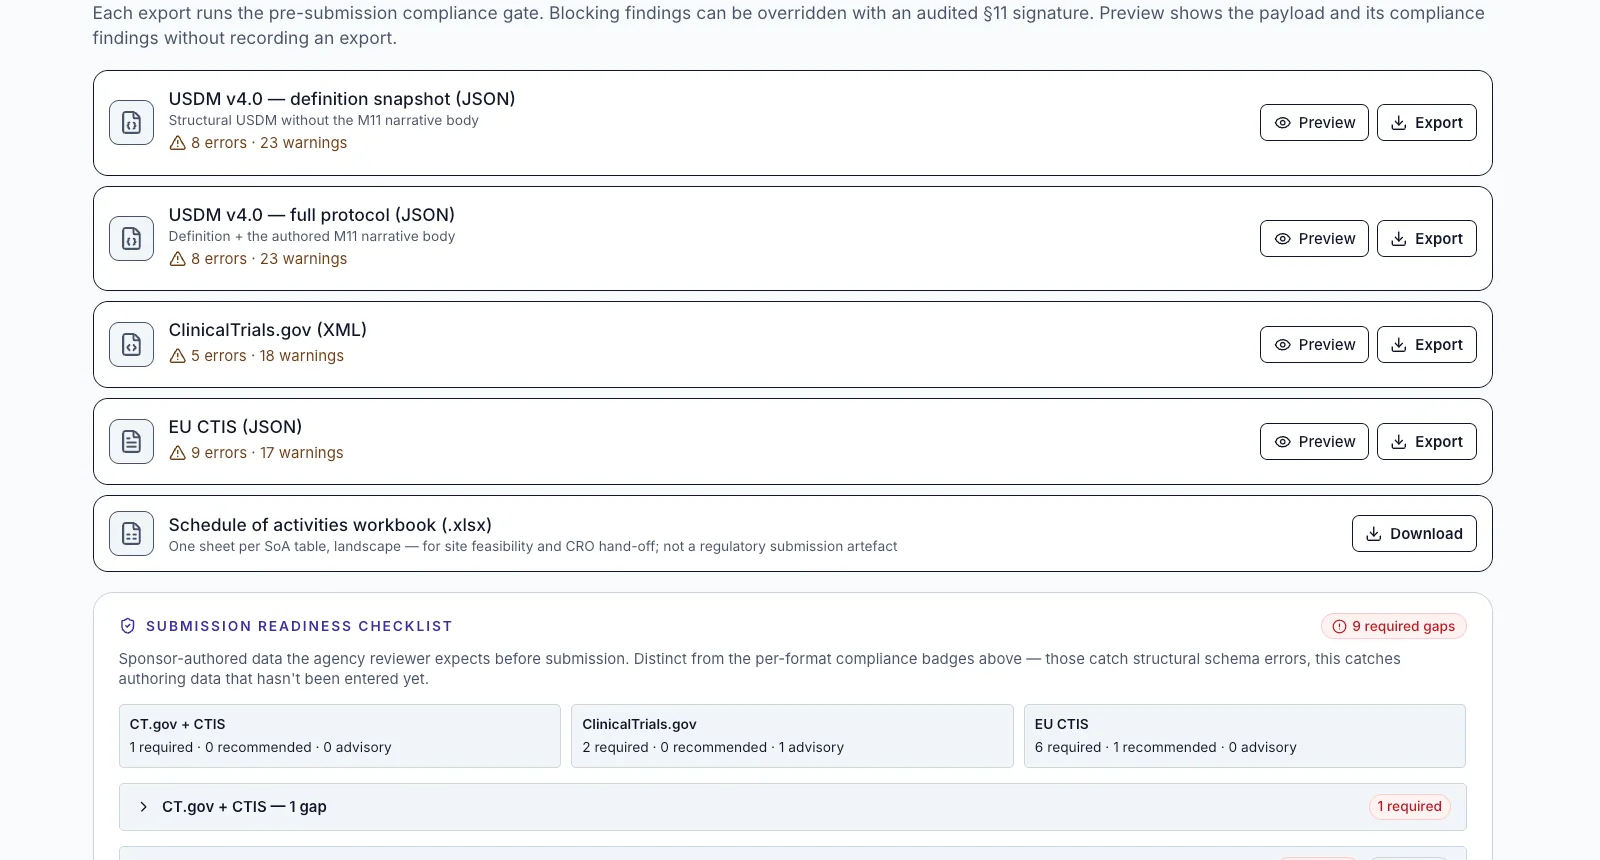 Each export runs the pre-submission compliance gate. Blocking findings can be overridden with an audited §11 signature. Preview shows the payload and its compliance
findings without recording an export.
USDM v4.0 — definition snapshot (JSON)
Structural USDM without the M11 narrative body
8 errors · 23 warnings
Preview
Export
USDM v4.0 — full protocol (JSON)
Definition + the authored M11 narrative body
8 errors · 23 warnings
Preview
Export
ClinicalTrials.gov (XML)
5 errors · 18 warnings
Preview
Export
EU CTIS (JSON)
9 errors · 17 warnings
Preview
Export
Schedule of activities workbook (.xlsx)
One sheet per SoA table, landscape — for site feasibility and CRO hand-off; not a regulatory submission artefact
Download
SUBMISSION READINESS CHECKLIST
9 required gaps
Sponsor-authored data the agency reviewer expects before submission. Distinct from the per-format compliance badges above — those catch structural schema errors, this catches
authoring data that hasn't been entered yet.
CT.gov + CTIS
1 required · 0 recommended · 0 advisory
ClinicalTrials.gov
2 required · 0 recommended · 1 advisory
EU CTIS
6 required · 1 recommended · 0 advisory
CT.gov + CTIS — 1 gap
1 required